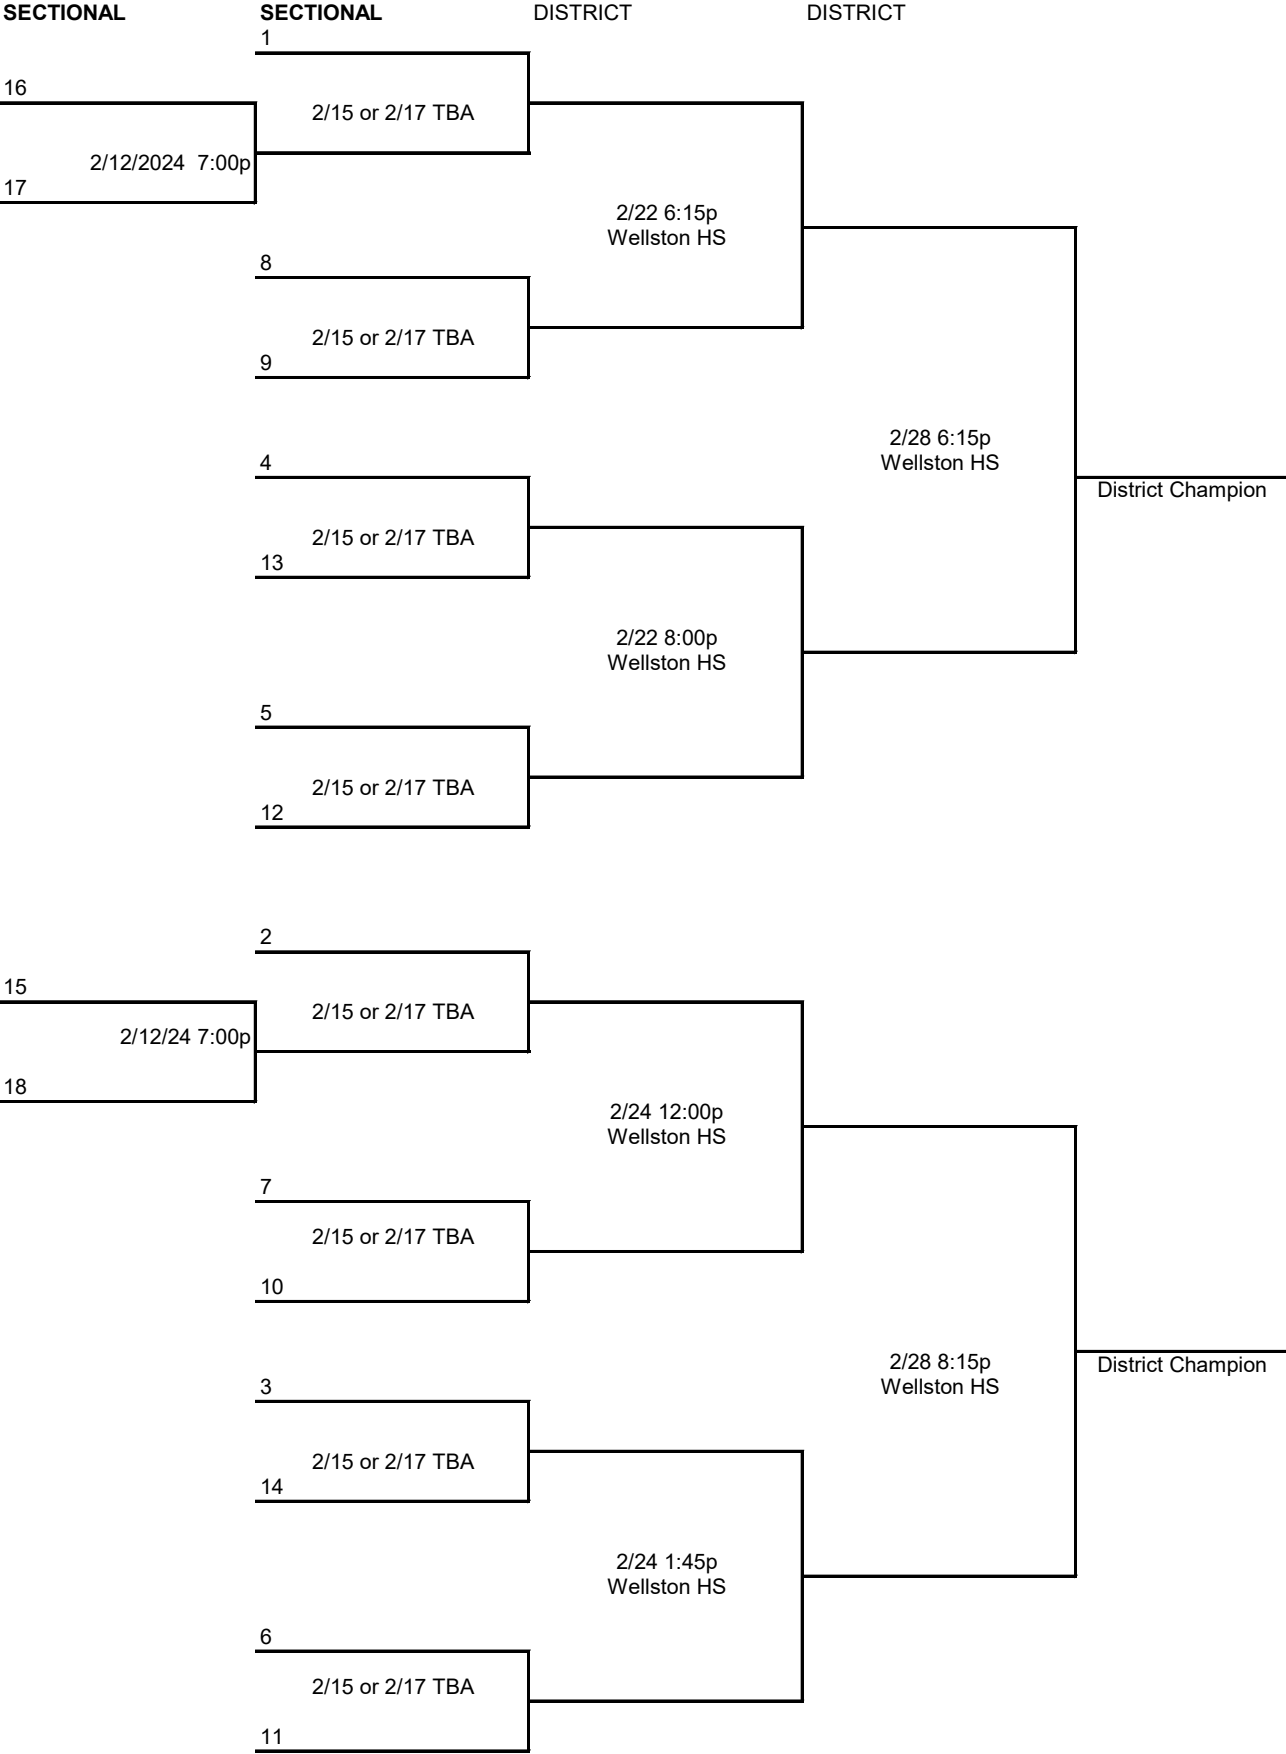 SECTIONAL SECTIONAL DISTRICT DISTRICT
1
16
2/15 or 2/17 TBA
2/12/2024  7:00p
17
2/22 6:15p
Wellston HS
8
2/15 or 2/17 TBA
9
2/28 6:15p
Wellston HS
4
District Champion
2/15 or 2/17 TBA
13
2/22 8:00p
Wellston HS
5
2/15 or 2/17 TBA
12
2
15
2/15 or 2/17 TBA
2/12/24 7:00p
18
2/24 12:00p
Wellston HS
7
2/15 or 2/17 TBA
10
2/28 8:15p
Wellston HS
District Champion
3
2/15 or 2/17 TBA
14
2/24 1:45p
Wellston HS
6
2/15 or 2/17 TBA
11